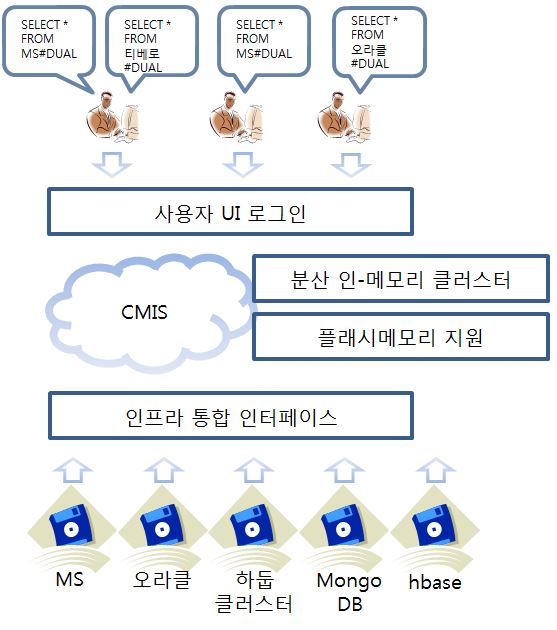 SELECT *
FROM
MS#DUAL
SELECT *
FROM
티베로
#DUAL
SELECT *
FROM
MS#DUAL
SELECT *
FROM
오라클
#DUAL
사용자 UI 로그인
분산 인-메모리 클러스터
CMIS
플래시메모리 지원
인프라 통합 인터페이스
MS
오라클
하둡
클러스터
Mongo
DB
hbase